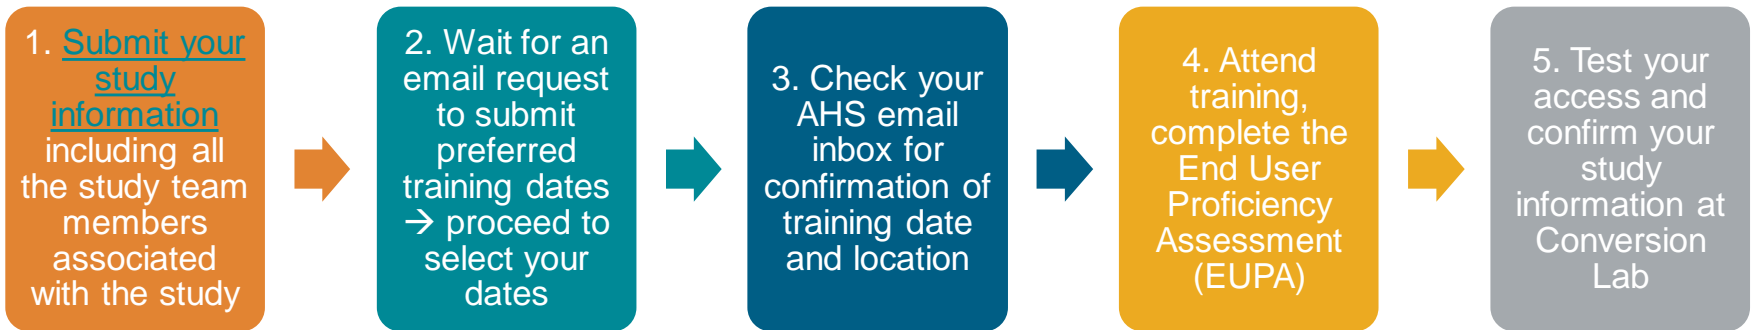 1. Submit your
study
information
including all
the study team
members
associated
with the study
2. Wait for an
email request
to submit
preferred
training dates
→ proceed to
select your
dates
3. Check your
AHS email
inbox for
confirmation of
training date
and location
4. Attend
training,
complete the
End User
Proficiency
Assessment
(EUPA)
5. Test your
access and
confirm your
study
information at
Conversion
Lab